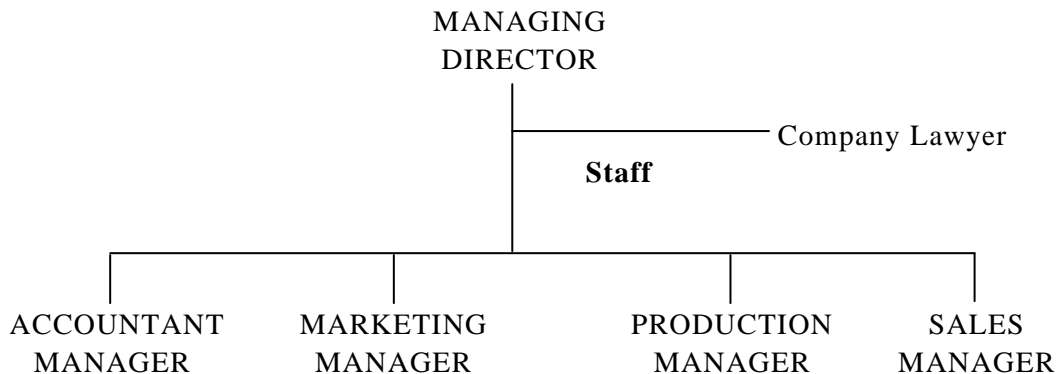 MANAGING
DIRECTOR
Company Lawyer
Staff
ACCOUNTANT
MANAGER
MARKETING
MANAGER
PRODUCTION
MANAGER
SALES
MANAGER